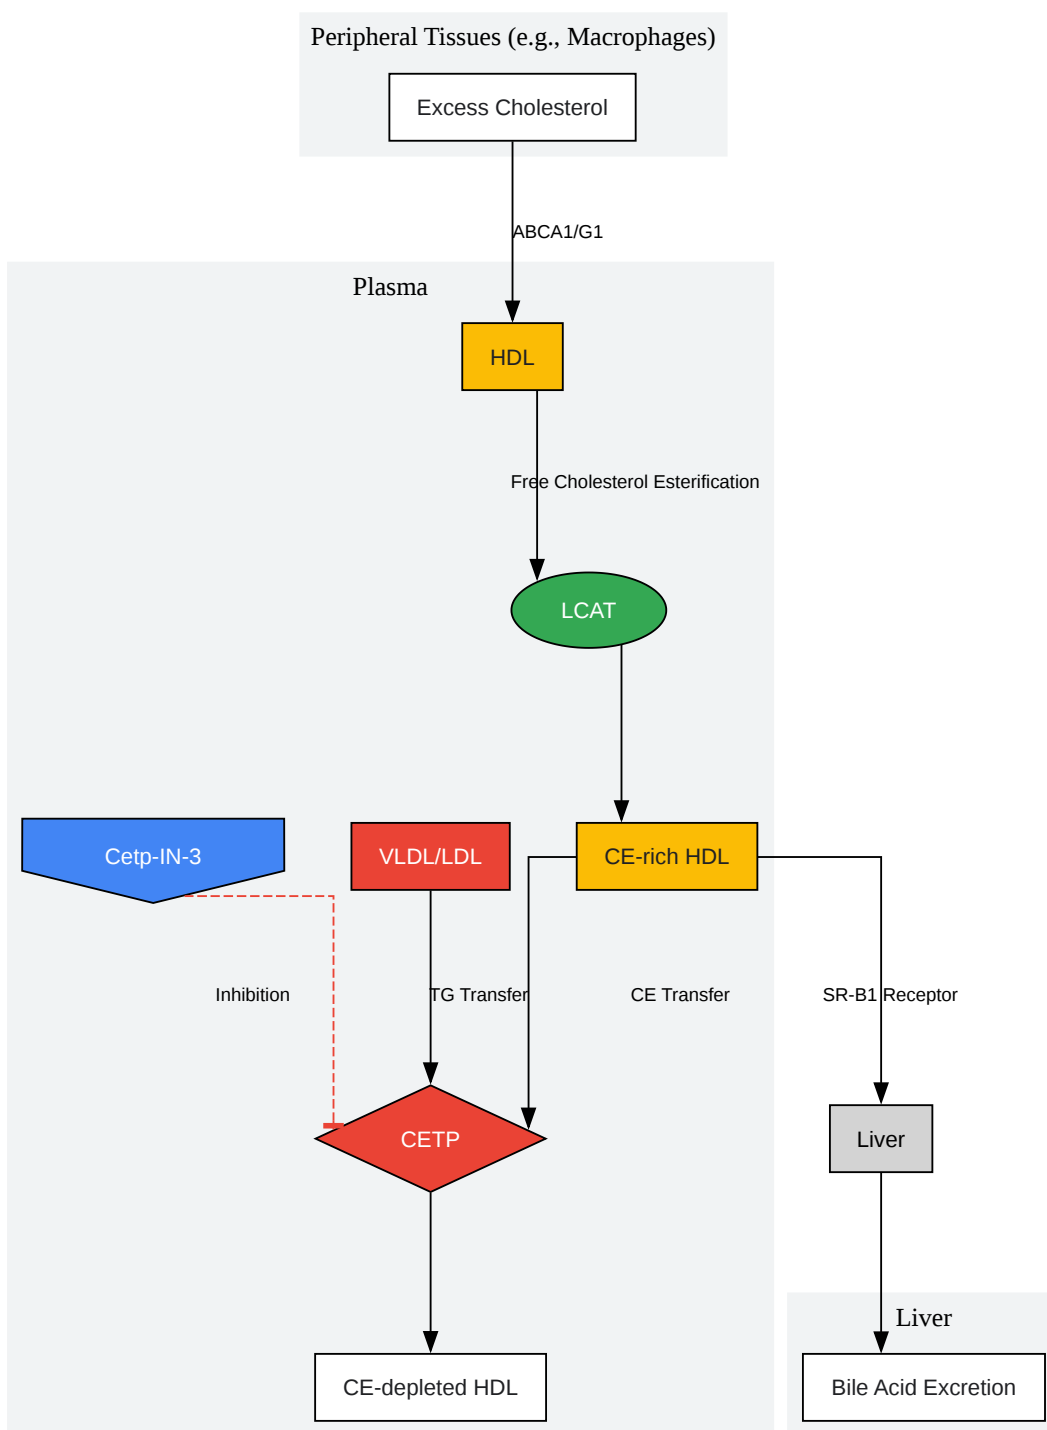 Peripheral Tissues (e.g., Macrophages)
Excess Cholesterol
ABCA1/G1
Plasma
HDL
Free Cholesterol Esterification
LCAT
Cetp-IN-3
VLDL/LDL
CE-rich HDL
Inhibition
TG Transfer
CE Transfer
SR-B1 Receptor
CETP
Liver
Liver
CE-depleted HDL
Bile Acid Excretion